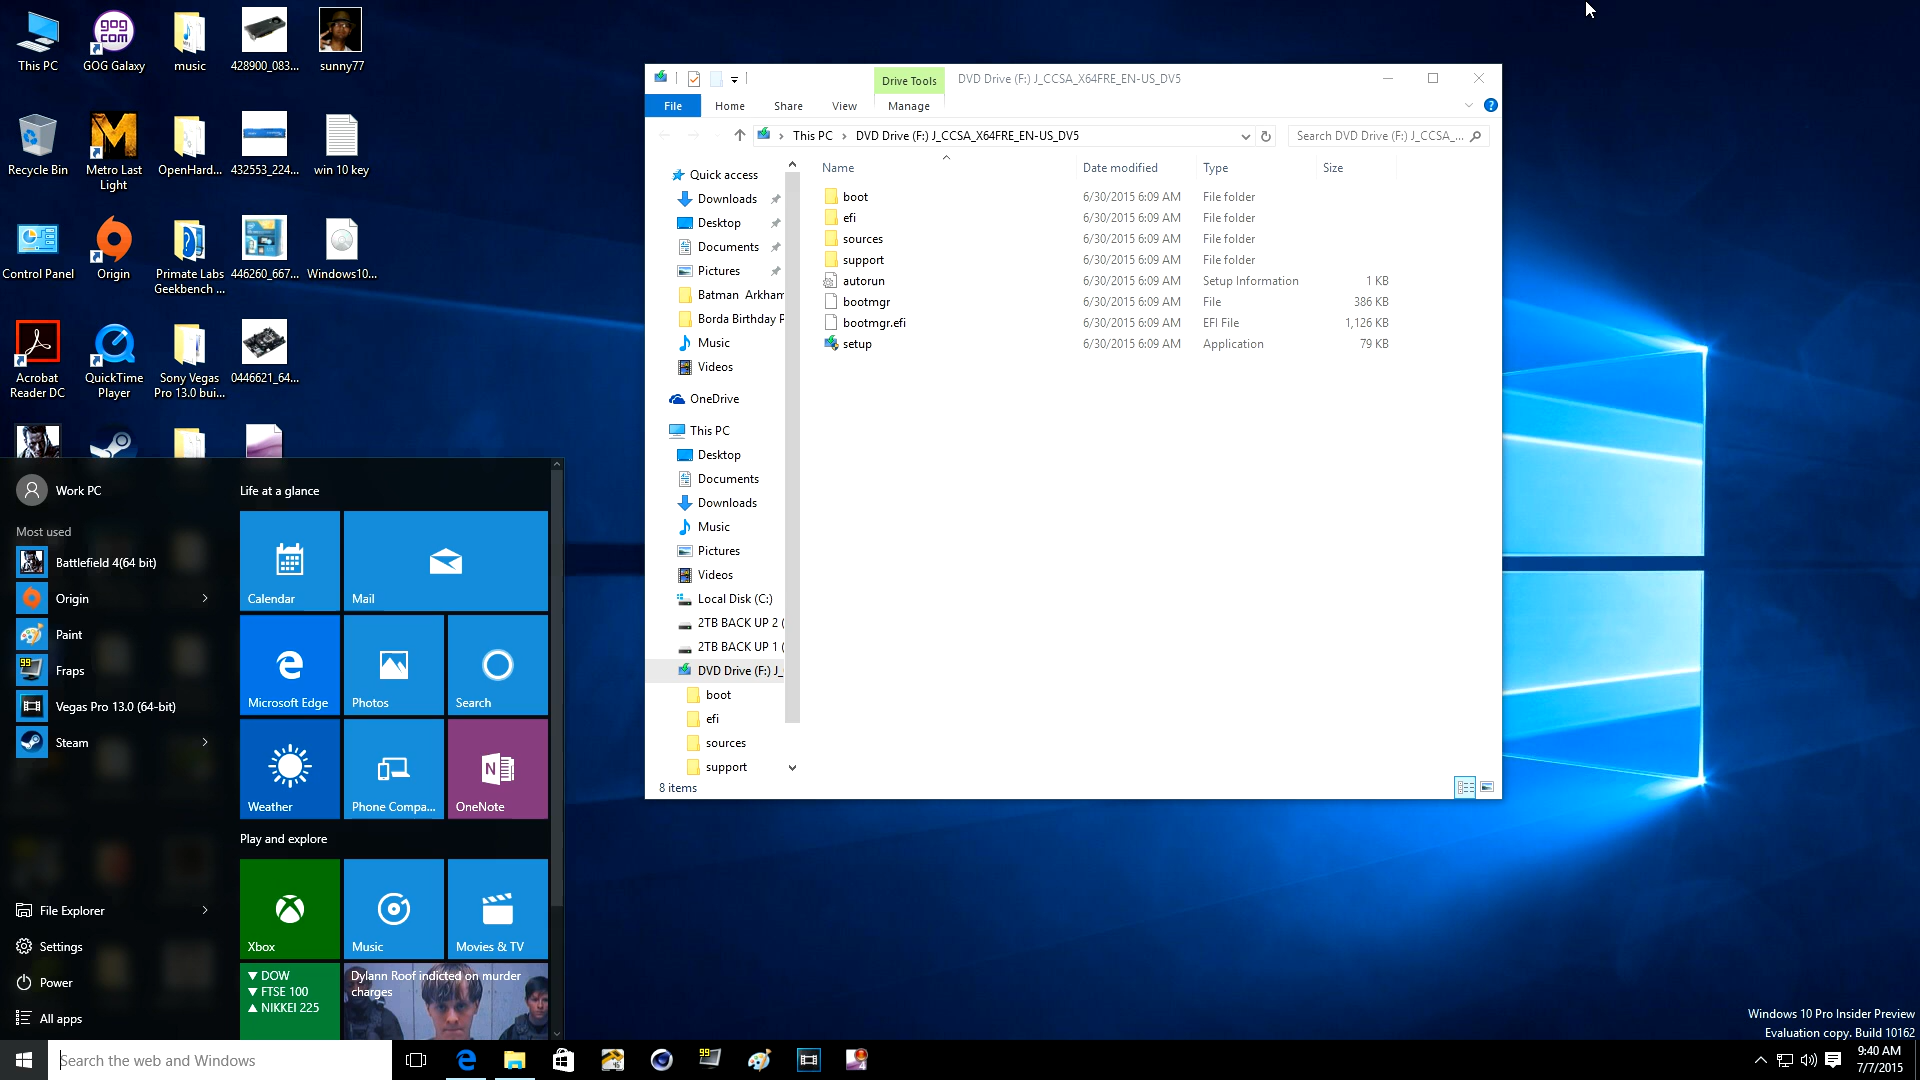 This PC
GOG Galaxy
music
428900_083...
sunny77
Recycle Bin
Metro Last
Light
OpenHard...
432553_224...
win 10 key
Control Panel
Origin
Primate Labs
Geekbench ...
446260_667...
Windows10...
Acrobat
Reader DC
QuickTime
Player
Sony Vegas
Pro 13.0 bui...
0446621_64...
Drive Tools
DVD Drive (F:) J_CCSA_X64FRE_EN-US_DV5
File
Home
Share
View
Manage
This PC
DVD Drive (F:) J_CCSA_X64FRE_EN-US_DV5
Search DVD Drive (F:) J_CCSA_...
Quick access
Downloads
Desktop
Documents
Pictures
Batman Arkham
Borda Birthday P
Music
Videos
OneDrive
This PC
Desktop
Documents
Downloads
Music
Pictures
Videos
Local Disk (C:)
2TB BACK UP 2 (
2TB BACK UP 1 (
DVD Drive (F:) J_
boot
efi
sources
support
Name Date modified Type Size
boot 6/30/2015 6:09 AM File folder
efi 6/30/2015 6:09 AM File folder
sources 6/30/2015 6:09 AM File folder
support 6/30/2015 6:09 AM File folder
autorun 6/30/2015 6:09 AM Setup Information 1 KB
bootmgr 6/30/2015 6:09 AM File 386 KB
bootmgr.efi 6/30/2015 6:09 AM EFI File 1,126 KB
setup 6/30/2015 6:09 AM Application 79 KB
8 items
Work PC
Most used
Battlefield 4(64 bit)
Origin
Paint
Fraps
Vegas Pro 13.0 (64-bit)
Steam
File Explorer
Settings
Power
All apps
Life at a glance
Calendar
Mail
Microsoft Edge
Photos
Search
Weather
Phone Compa...
OneNote
Play and explore
Xbox
Music
Movies & TV
▼ DOW
▼ FTSE 100
▲ NIKKEI 225
Dylann Roof indicted on murder
charges
Windows 10 Pro Insider Preview
Evaluation copy. Build 10162
Search the web and Windows
9:40 AM
7/7/2015